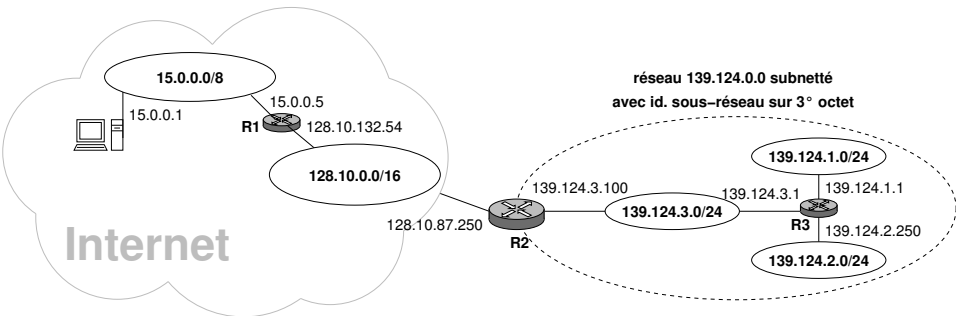 15.0.0.0/8
15.0.0.1
15.0.0.5
R1
128.10.132.54
128.10.0.0/16
Internet
128.10.87.250
R2
réseau 139.124.0.0 subnetté
avec id. sous−réseau sur 3° octet
139.124.3.100
139.124.3.0/24
139.124.3.1
139.124.1.0/24
139.124.1.1
R3
139.124.2.250
139.124.2.0/24